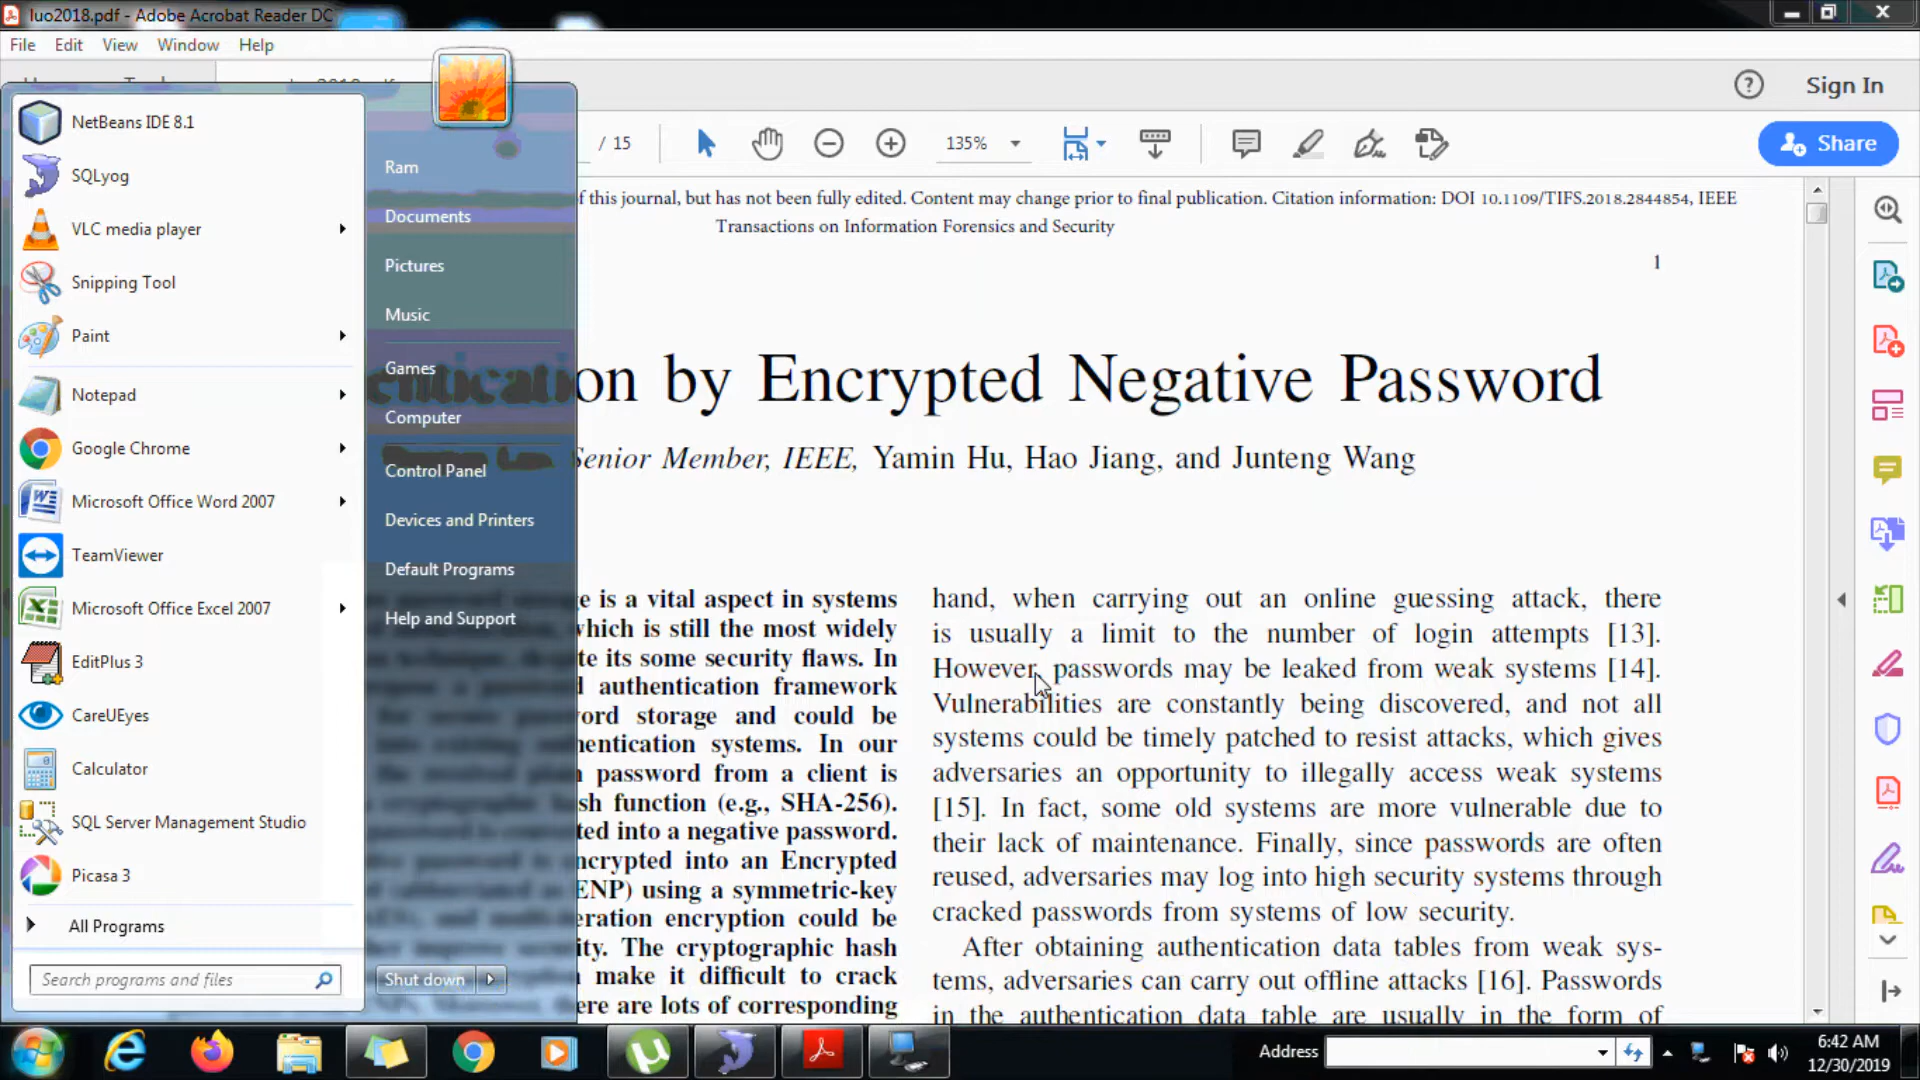 luo2018.pdf - Adobe Acrobat Reader DC
File Edit View Window Help
Sign In
/ 15
135%
Share
NetBeans IDE 8.1
SQLyog
VLC media player
Snipping Tool
Paint
Notepad
Google Chrome
Microsoft Office Word 2007
TeamViewer
Microsoft Office Excel 2007
EditPlus 3
CareUEyes
Calculator
SQL Server Management Studio
Picasa 3
All Programs
Search programs and files
Ram
Documents
Pictures
Music
Games
Computer
Control Panel
Devices and Printers
Default Programs
Help and Support
Shut down
of this journal, but has not been fully edited. Content may change prior to final publication. Citation information: DOI 10.1109/TIFS.2018.2844854, IEEE
Transactions on Information Forensics and Security
1
on by Encrypted Negative Password
Senior Member, IEEE, Yamin Hu, Hao Jiang, and Junteng Wang
e is a vital aspect in systems
which is still the most widely
te its some security flaws. In
authentication framework
ord storage and could be
hentication systems. In our
password from a client is
sh function (e.g., SHA-256).
ted into a negative password.
ncrypted into an Encrypted
ENP) using a symmetric-key
eration encryption could be
ity. The cryptographic hash
make it difficult to crack
ere are lots of corresponding
hand, when carrying out an online guessing attack, there
is usually a limit to the number of login attempts [13].
However, passwords may be leaked from weak systems [14].
Vulnerabilities are constantly being discovered, and not all
systems could be timely patched to resist attacks, which gives
adversaries an opportunity to illegally access weak systems
[15]. In fact, some old systems are more vulnerable due to
their lack of maintenance. Finally, since passwords are often
reused, adversaries may log into high security systems through
cracked passwords from systems of low security.
After obtaining authentication data tables from weak sys-
tems, adversaries can carry out offline attacks [16]. Passwords
in the authentication data table are usually in the form of
Address
6:42 AM
12/30/2019